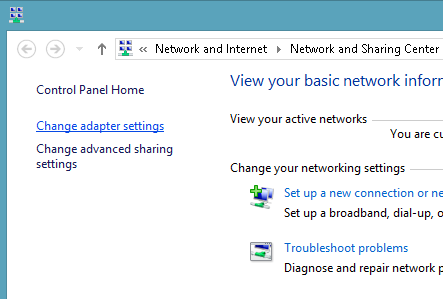 « Network and Internet ▸ Network and Sharing Center
Control Panel Home
Change adapter settings
Change advanced sharing
settings
View your basic network infor
View your active networks
You are cu
Change your networking settings
Set up a new connection or ne
Set up a broadband, dial-up, o
Troubleshoot problems
Diagnose and repair network p